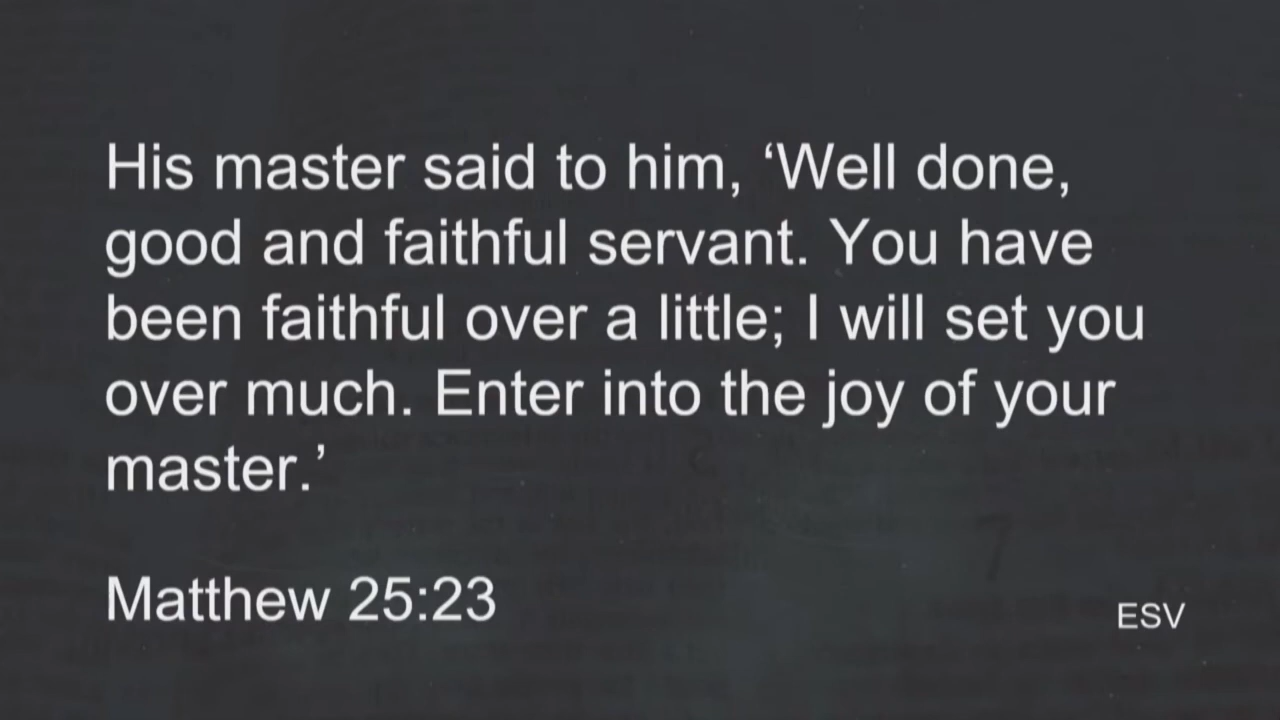 His master said to him, ‘Well done,
good and faithful servant. You have
been faithful over a little; I will set you
over much. Enter into the joy of your
master.’
Matthew 25:23
ESV